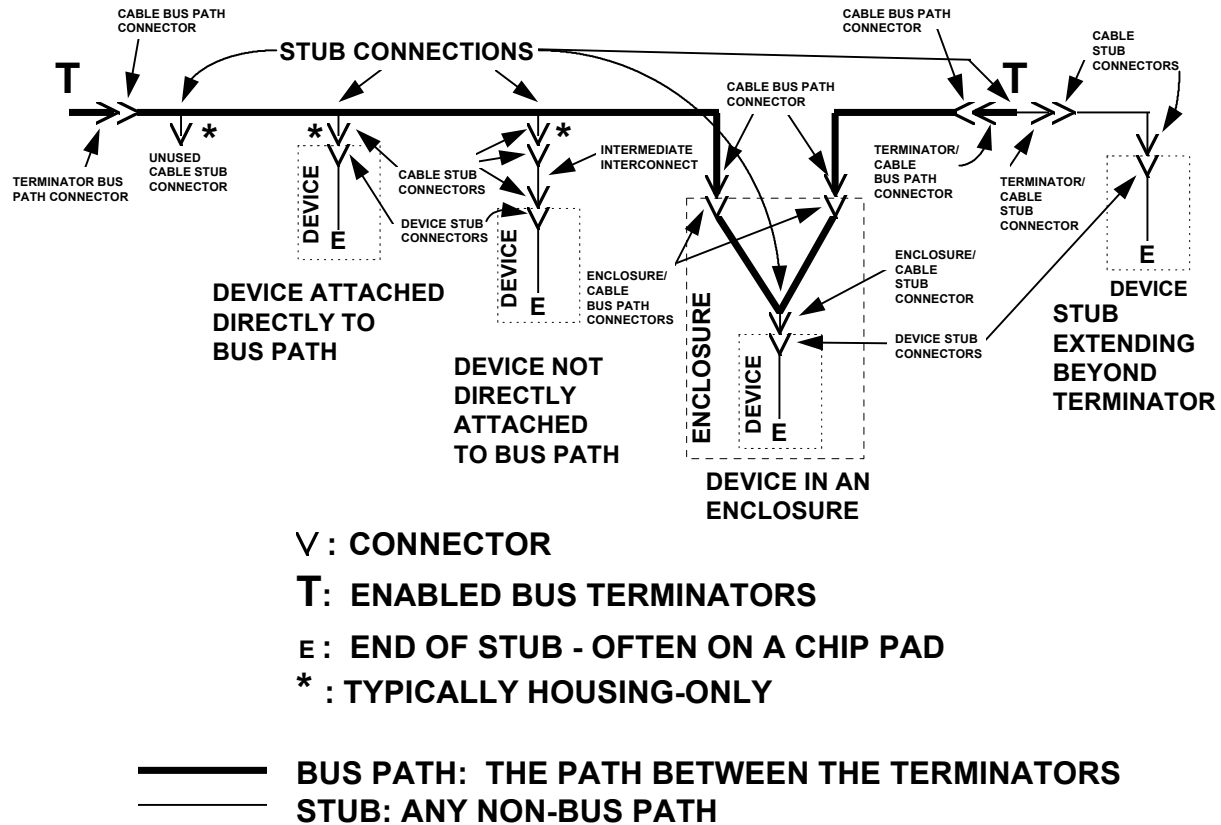 CABLE BUS PATH
CONNECTOR
STUB CONNECTIONS
CABLE BUS PATH
CONNECTOR
CABLE
STUB
CONNECTORS
T
T
CABLE BUS PATH
CONNECTOR
*
*
*
UNUSED
CABLE STUB
CONNECTOR
TERMINATOR BUS
PATH CONNECTOR
CABLE STUB
CONNECTORS
INTERMEDIATE
INTERCONNECT
TERMINATOR/
CABLE
BUS PATH
CONNECTOR
TERMINATOR/
CABLE
STUB
CONNECTOR
DEVICE
E
DEVICE STUB
CONNECTORS
DEVICE
E
ENCLOSURE/
CABLE
BUS PATH
CONNECTORS
ENCLOSURE/
CABLE
STUB
CONNECTOR
E
DEVICE
DEVICE ATTACHED
DIRECTLY TO
BUS PATH
STUB
EXTENDING
BEYOND
TERMINATOR
DEVICE STUB
CONNECTORS
ENCLOSURE
DEVICE
E
DEVICE NOT
DIRECTLY
ATTACHED
TO BUS PATH
DEVICE IN AN
ENCLOSURE
V : CONNECTOR
T: ENABLED BUS TERMINATORS
E : END OF STUB - OFTEN ON A CHIP PAD
* : TYPICALLY HOUSING-ONLY
BUS PATH: THE PATH BETWEEN THE TERMINATORS
STUB: ANY NON-BUS PATH